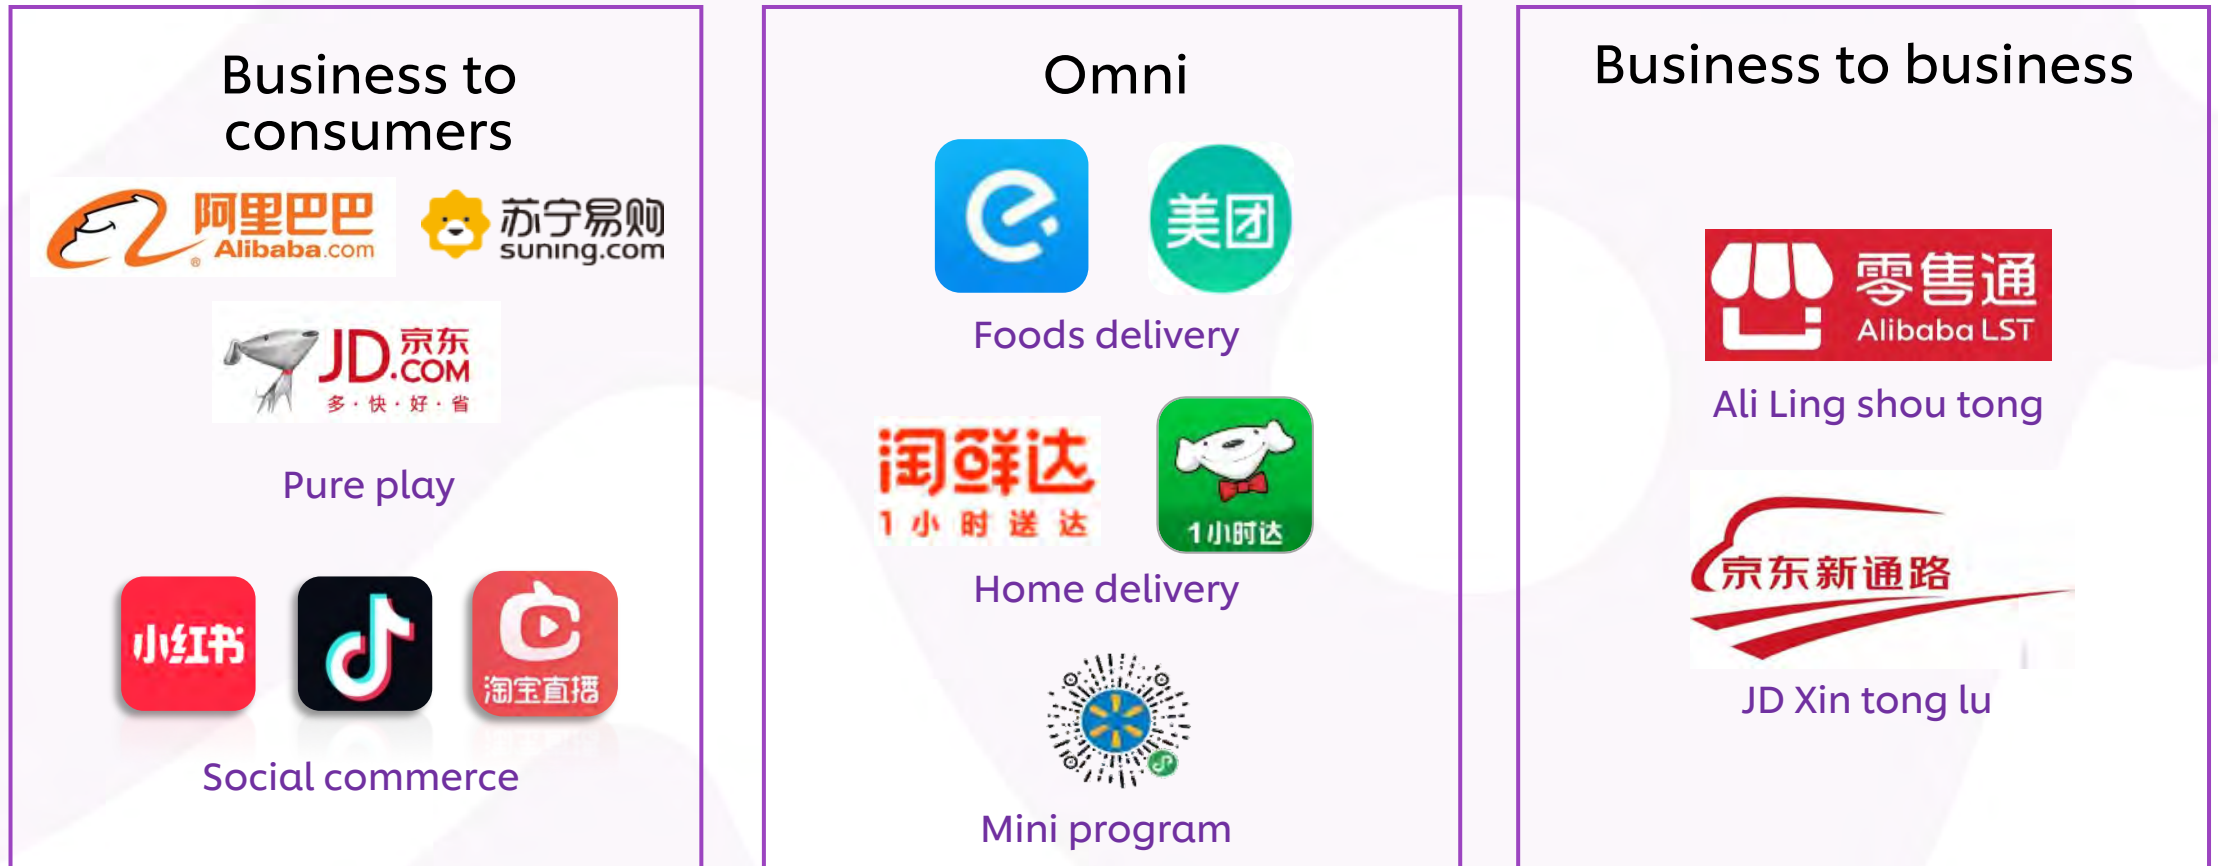 Business to
consumers
阿里巴巴
Alibaba.com
苏宁易购
suning.com
JD.COM 京东
多·快·好·省
Pure play
小红书
淘宝直播
Social commerce
Omni
美团
Foods delivery
淘鲜达
1小时送达
1小时达
Home delivery
Mini program
Business to business
零售通
Alibaba LST
Ali Ling shou tong
京东新通路
JD Xin tong lu